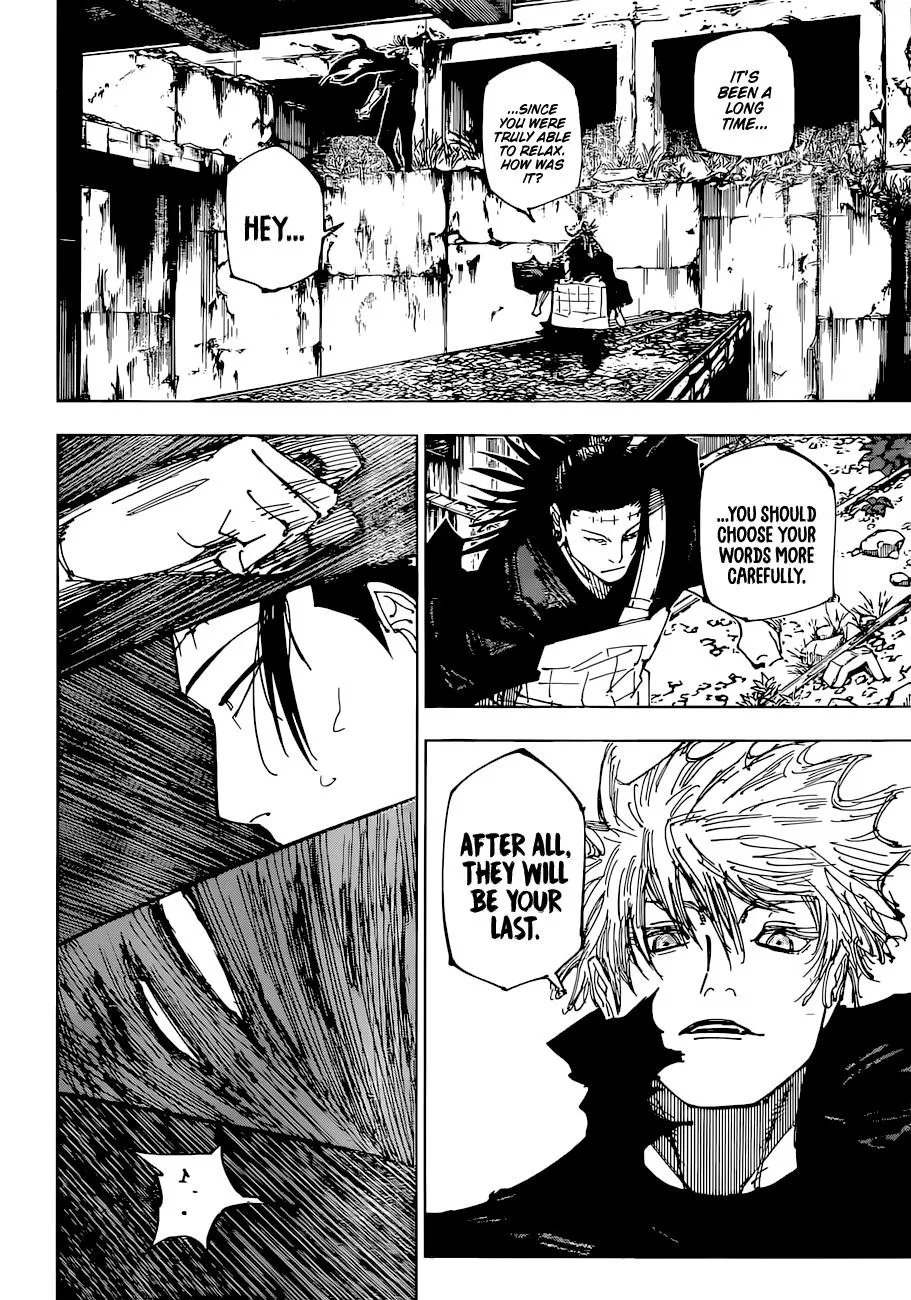 IT'S
BEEN A
LONG
TIME...
...SINCE
YOU WERE
TRULY ABLE
TO RELAX.
HOW WAS
IT?
HEY...
...YOU SHOULD
CHOOSE YOUR
WORDS MORE
CAREFULLY.
AFTER ALL,
THEY WILL
BE YOUR
LAST.